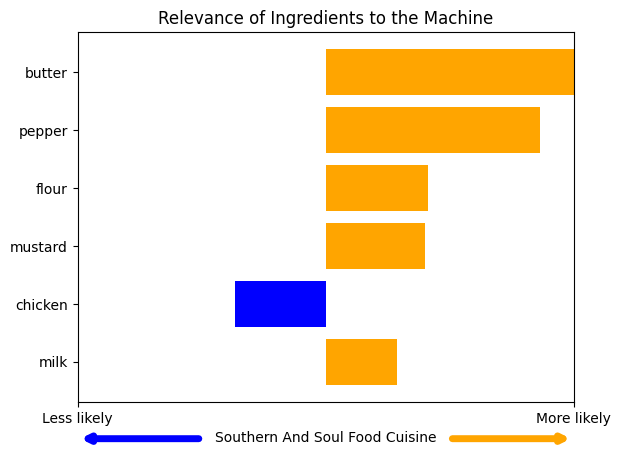 Relevance of Ingredients to the Machine
butter
pepper
flour
mustard
chicken
milk
Less likely
More likely
Southern And Soul Food Cuisine